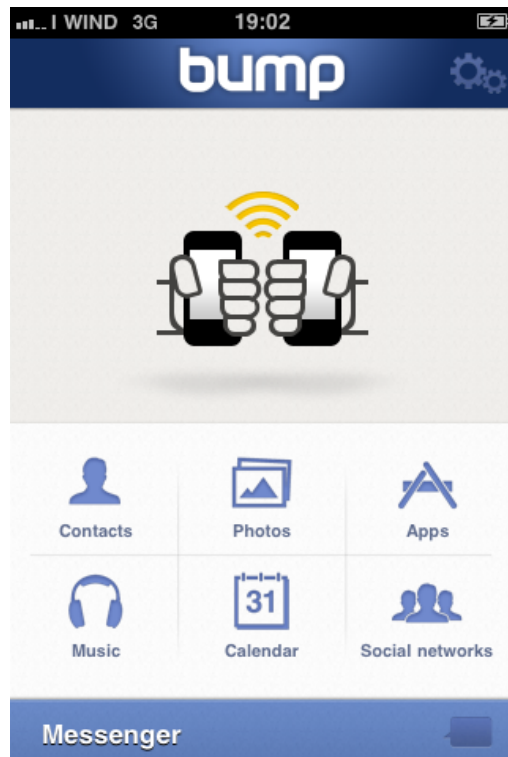 I WIND 3G 19:02
bump
Contacts Photos Apps
31
Music Calendar Social networks
Messenger